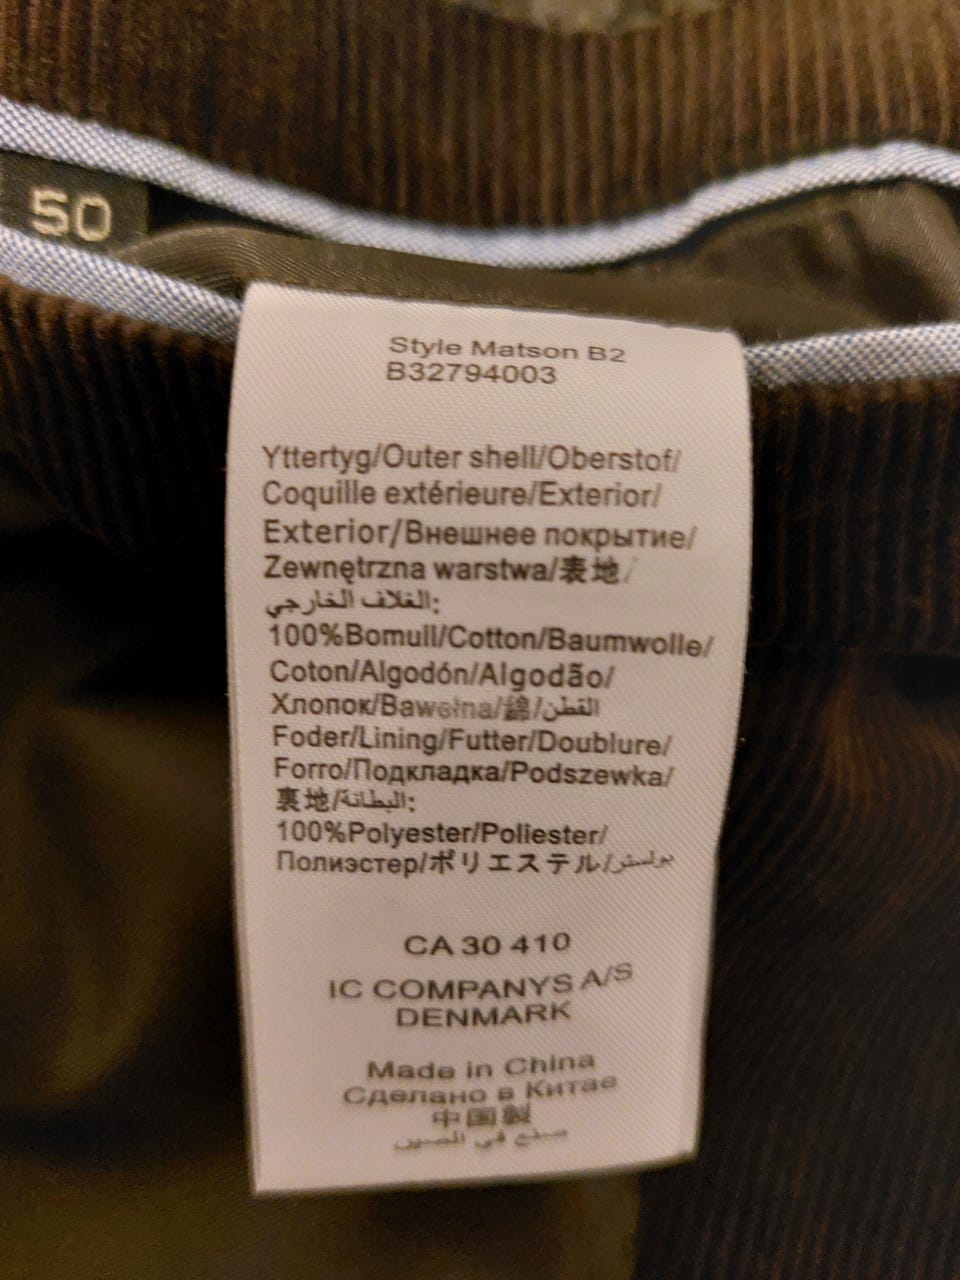 50
Style Matson B2
B32794003
Yttertyg/Outer shell/Oberstof/
Coquille extérieure/Exterior/
Exterior/Внешнее покрытие/
Zewnętrzna warstwa/表地/
الغلاف الخارجي:
100%Bomull/Cotton/Baumwolle/
Coton/Algodón/Algodão/
Хлопок/Bawełna/綿/القطن
Foder/Lining/Futter/Doublure/
Forro/Подкладка/Podszewka/
裏地/البطانة:
100%Polyester/Poliester/
Полиэстер/ポリエステル/بولستر
CA 30 410
IC COMPANYS A/S
DENMARK
Made in China
Сделано в Китае
中国製
صنع في الصين